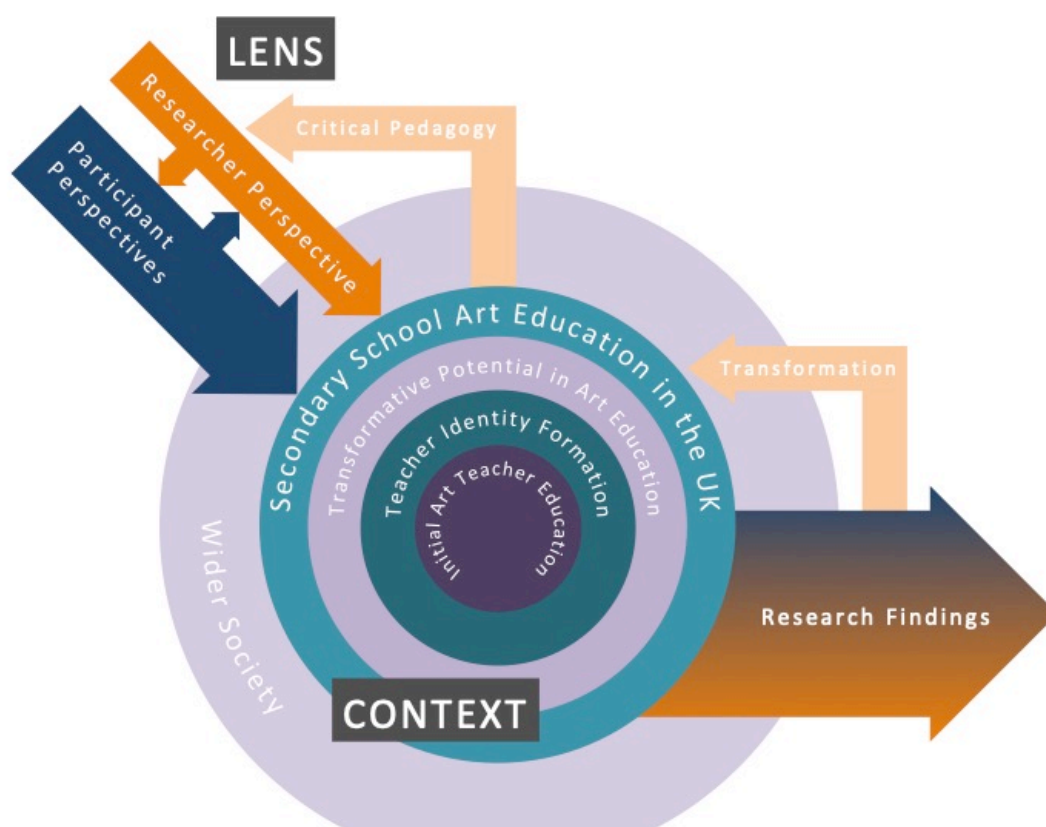 LENS
Researcher Perspective
Participant
Perspectives
Critical Pedagogy
Secondary School Art Education in the UK
Transformative Potential in Art Education
Teacher Identity Formation
Initial Art Teacher Education
Transformation
Wider Society
Research Findings
CONTEXT